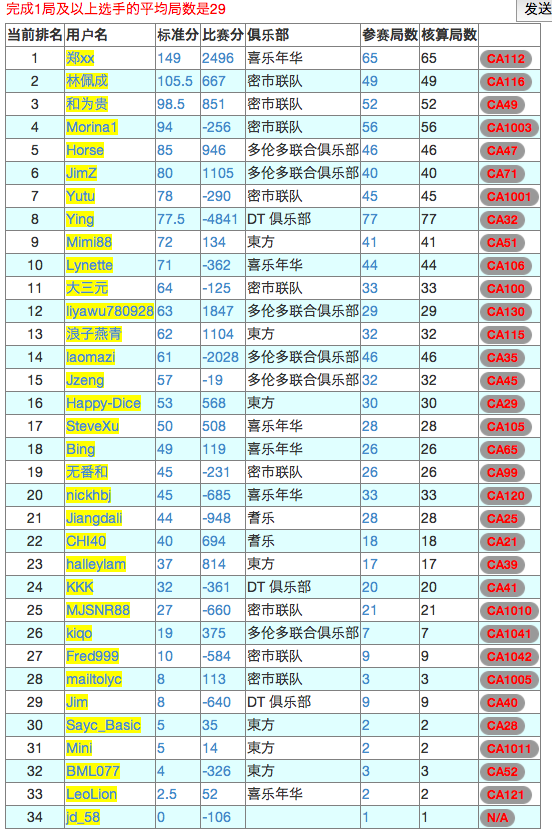 完成1局及以上选手的平均局数是29
发送
当前排名 用户名 标准分 比赛分 俱乐部 参赛局数 核算局数
1 郑xx 149 2496 喜乐年华 65 65 CA112
2 林佩成 105.5 667 密市联队 49 49 CA116
3 和为贵 98.5 851 密市联队 52 52 CA49
4 Morina1 94 -256 密市联队 56 56 CA1003
5 Horse 85 946 多伦多联合俱乐部 46 46 CA47
6 JimZ 80 1105 多伦多联合俱乐部 40 40 CA71
7 Yutu 78 -290 密市联队 45 45 CA1001
8 Ying 77.5 -4841 DT 俱乐部 77 77 CA32
9 Mimi88 72 134 東方 41 41 CA51
10 Lynette 71 -362 喜乐年华 44 44 CA106
11 大三元 64 -125 密市联队 33 33 CA100
12 liyawu780928 63 1847 多伦多联合俱乐部 29 29 CA130
13 浪子燕青 62 1104 東方 32 32 CA115
14 laomazi 61 -2028 多伦多联合俱乐部 46 46 CA35
15 Jzeng 57 -19 多伦多联合俱乐部 32 32 CA45
16 Happy-Dice 53 568 東方 30 30 CA29
17 SteveXu 50 508 喜乐年华 28 28 CA105
18 Bing 49 119 喜乐年华 26 26 CA65
19 无番和 45 -231 密市联队 26 26 CA99
20 nickhbj 45 -685 喜乐年华 33 33 CA120
21 Jiangdali 44 -948 耆乐 28 28 CA25
22 CHI40 40 694 耆乐 18 18 CA21
23 halleylam 37 814 東方 17 17 CA39
24 KKK 32 -361 DT 俱乐部 20 20 CA41
25 MJSNR88 27 -660 密市联队 21 21 CA1010
26 kiqo 19 375 多伦多联合俱乐部 7 7 CA1041
27 Fred999 10 -584 密市联队 9 9 CA1042
28 mailtolyc 8 113 密市联队 3 3 CA1005
29 Jim 8 -640 DT 俱乐部 9 9 CA40
30 Sayc_Basic 5 35 東方 2 2 CA28
31 Mini 5 14 東方 2 2 CA1011
32 BML077 4 -326 東方 3 3 CA52
33 LeoLion 2.5 52 喜乐年华 2 2 CA121
34 jd_58 0 -106 1 1 N/A